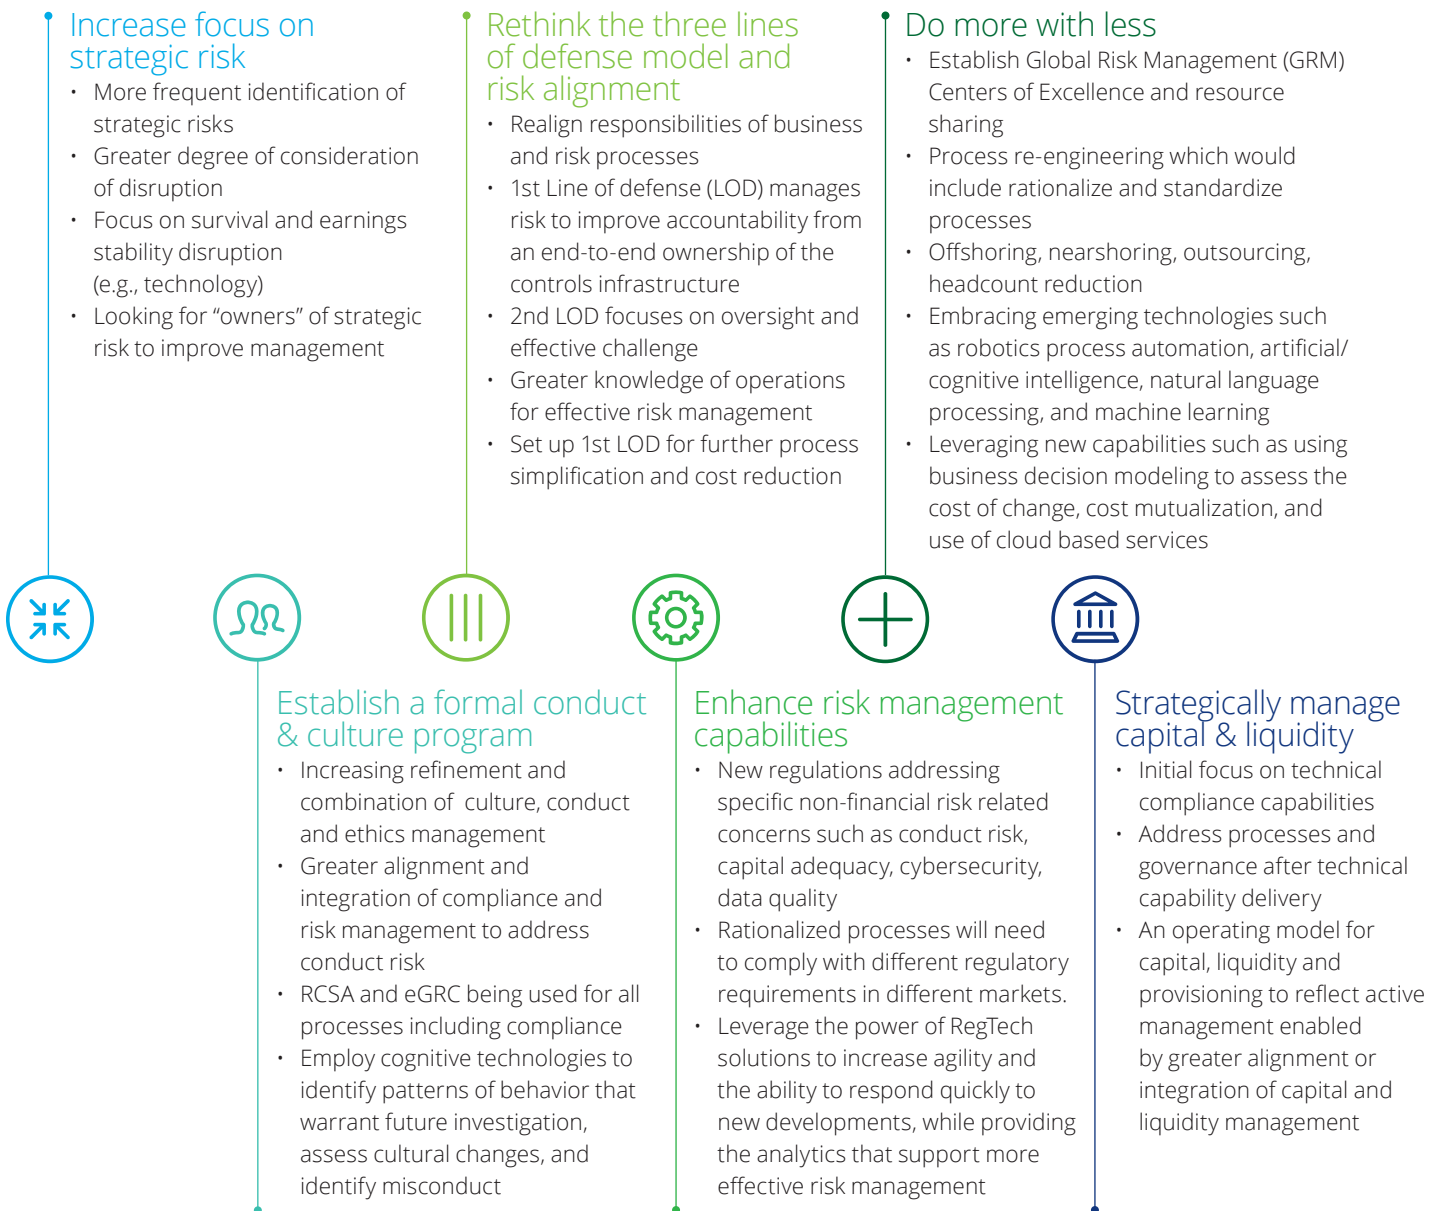 Increase focus on
strategic risk
• More frequent identification of
strategic risks
• Greater degree of consideration
of disruption
• Focus on survival and earnings
stability disruption
(e.g., technology)
• Looking for “owners” of strategic
risk to improve management
Rethink the three lines
of defense model and
risk alignment
• Realign responsibilities of business
and risk processes
• 1st Line of defense (LOD) manages
risk to improve accountability from
an end-to-end ownership of the
controls infrastructure
• 2nd LOD focuses on oversight and
effective challenge
• Greater knowledge of operations
for effective risk management
• Set up 1st LOD for further process
simplification and cost reduction
Do more with less
• Establish Global Risk Management (GRM)
Centers of Excellence and resource
sharing
• Process re-engineering which would
include rationalize and standardize
processes
• Offshoring, nearshoring, outsourcing,
headcount reduction
• Embracing emerging technologies such
as robotics process automation, artificial/
cognitive intelligence, natural language
processing, and machine learning
• Leveraging new capabilities such as using
business decision modeling to assess the
cost of change, cost mutualization, and
use of cloud based services
Establish a formal conduct
& culture program
• Increasing refinement and
combination of culture, conduct
and ethics management
• Greater alignment and
integration of compliance and
risk management to address
conduct risk
• RCSA and eGRC being used for all
processes including compliance
• Employ cognitive technologies to
identify patterns of behavior that
warrant future investigation,
assess cultural changes, and
identify misconduct
Enhance risk management
capabilities
• New regulations addressing
specific non-financial risk related
concerns such as conduct risk,
capital adequacy, cybersecurity,
data quality
• Rationalized processes will need
to comply with different regulatory
requirements in different markets.
• Leverage the power of RegTech
solutions to increase agility and
the ability to respond quickly to
new developments, while providing
the analytics that support more
effective risk management
Strategically manage
capital & liquidity
• Initial focus on technical
compliance capabilities
• Address processes and
governance after technical
capability delivery
• An operating model for
capital, liquidity and
provisioning to reflect active
management enabled
by greater alignment or
integration of capital and
liquidity management